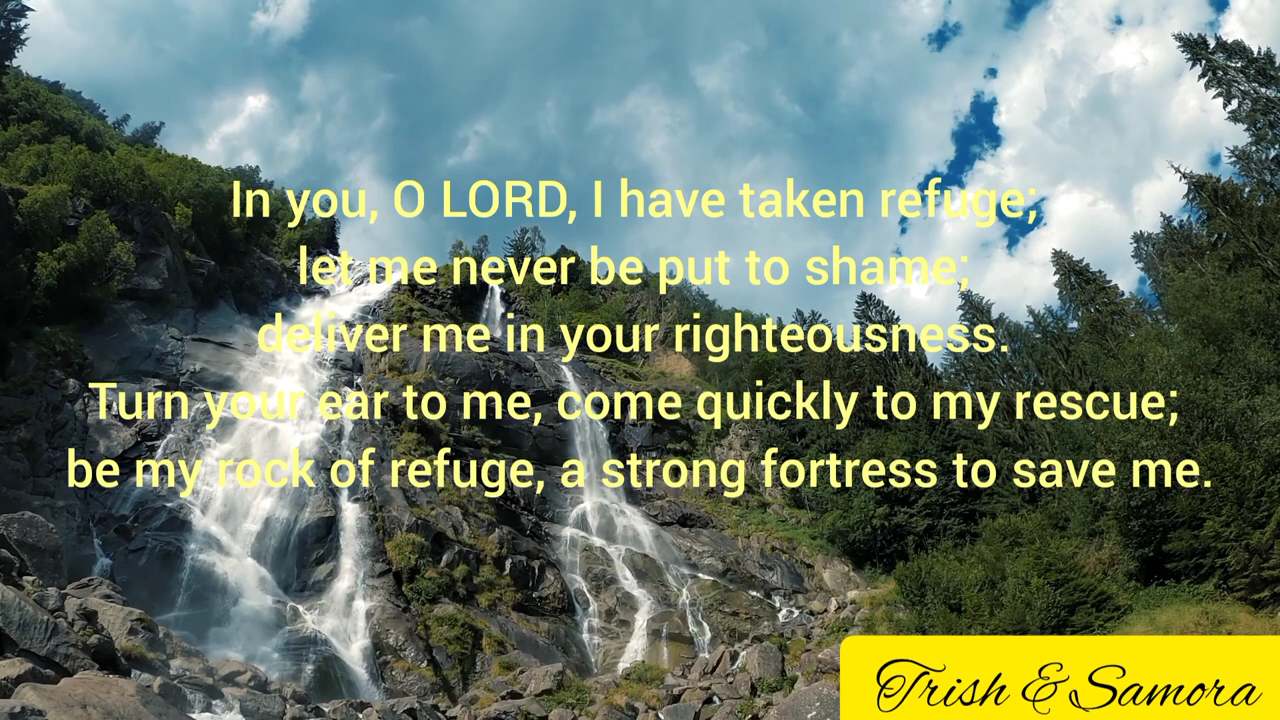 In you, O LORD, I have taken refuge;
let me never be put to shame;
deliver me in your righteousness.
Turn your ear to me, come quickly to my rescue;
be my rock of refuge, a strong fortress to save me.
Trish & Samora